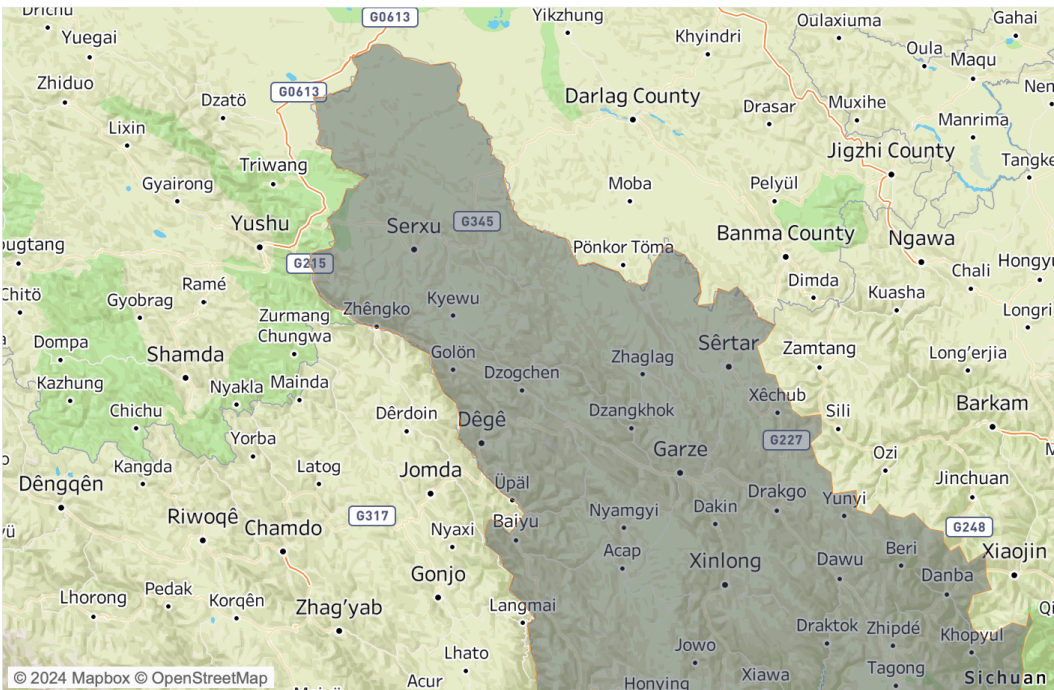 Drichu
G0613
Yikzhung
Oulaxiuma
Gahai
Yuegai
Khyindri
Oula
Maqu
Zhiduo
G0613
Dzatö
Darlag County
Drasar
Muxihe
Lixin
Manrima
Jigzhi County
Triwang
Gyairong
Moba
Pelyül
Yushu
Serxu
G345
Banma County
Ngawa
Pönkor Töma
G215
Chali
Dimda
Kuasha
Chitö
Gyobrag
Ramé
Zhêngko
Kyewu
Zurmang
Chungwa
Dompa
Shamda
Golön
Zhaglag
Sêrtar
Zamtang
Long'erjia
Kazhung
Nyakla
Mainda
Dzogchen
Xêchub
Barkam
Chichu
Dêrdoin
Dêgê
Dzangkhok
Sili
Yorba
G227
Kangda
Latog
Jomda
Garze
Ozi
Dêngqên
Üpäl
Drakgo
Yunyi
Jinchuan
Riwoqê
Chamdo
G317
Nyaxi
Baiyu
Nyamgyi
Dakin
G248
Acap
Beri
Xiaojin
Pedak
Gonjo
Xinlong
Dawu
Danba
Lhorong
Korqên
Zhag'yab
Langmai
Draktok
Zhipdé
Khopyul
Lhato
Jowo
Acur
Honying
Xiawa
Tagong
Sichuan
© 2024 Mapbox © OpenStreetMap